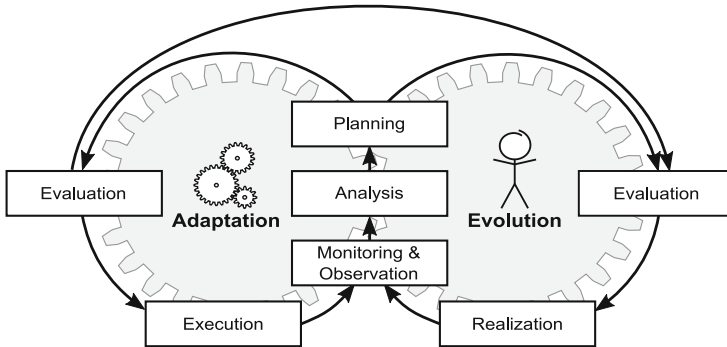 Planning
Evaluation
Analysis
Evaluation
Adaptation
Evolution
Monitoring &
Observation
Execution
Realization